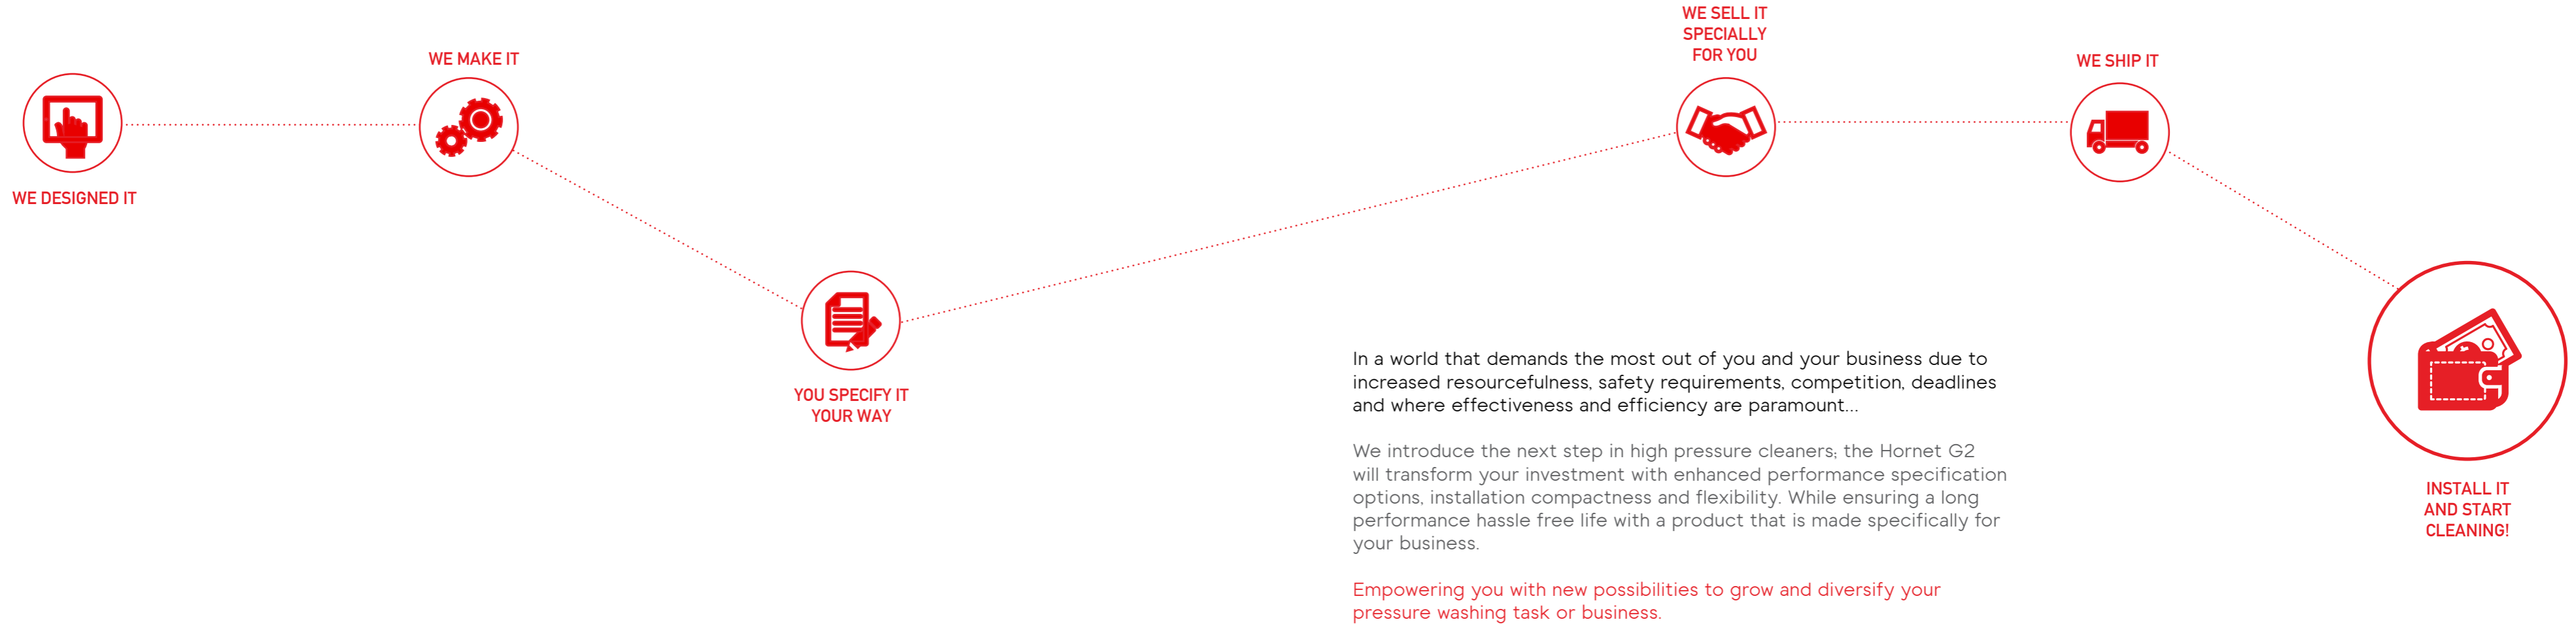 WE DESIGNED IT
WE MAKE IT
YOU SPECIFY IT
YOUR WAY
WE SELL IT
SPECIALLY
FOR YOU
WE SHIP IT
INSTALL IT
AND START
CLEANING!
In a world that demands the most out of you and your business due to
increased resourcefulness, safety requirements, competition, deadlines
and where effectiveness and efficiency are paramount...
We introduce the next step in high pressure cleaners; the Hornet G2
will transform your investment with enhanced performance specification
options, installation compactness and flexibility. While ensuring a long
performance hassle free life with a product that is made specifically for
your business.
Empowering you with new possibilities to grow and diversify your
pressure washing task or business.